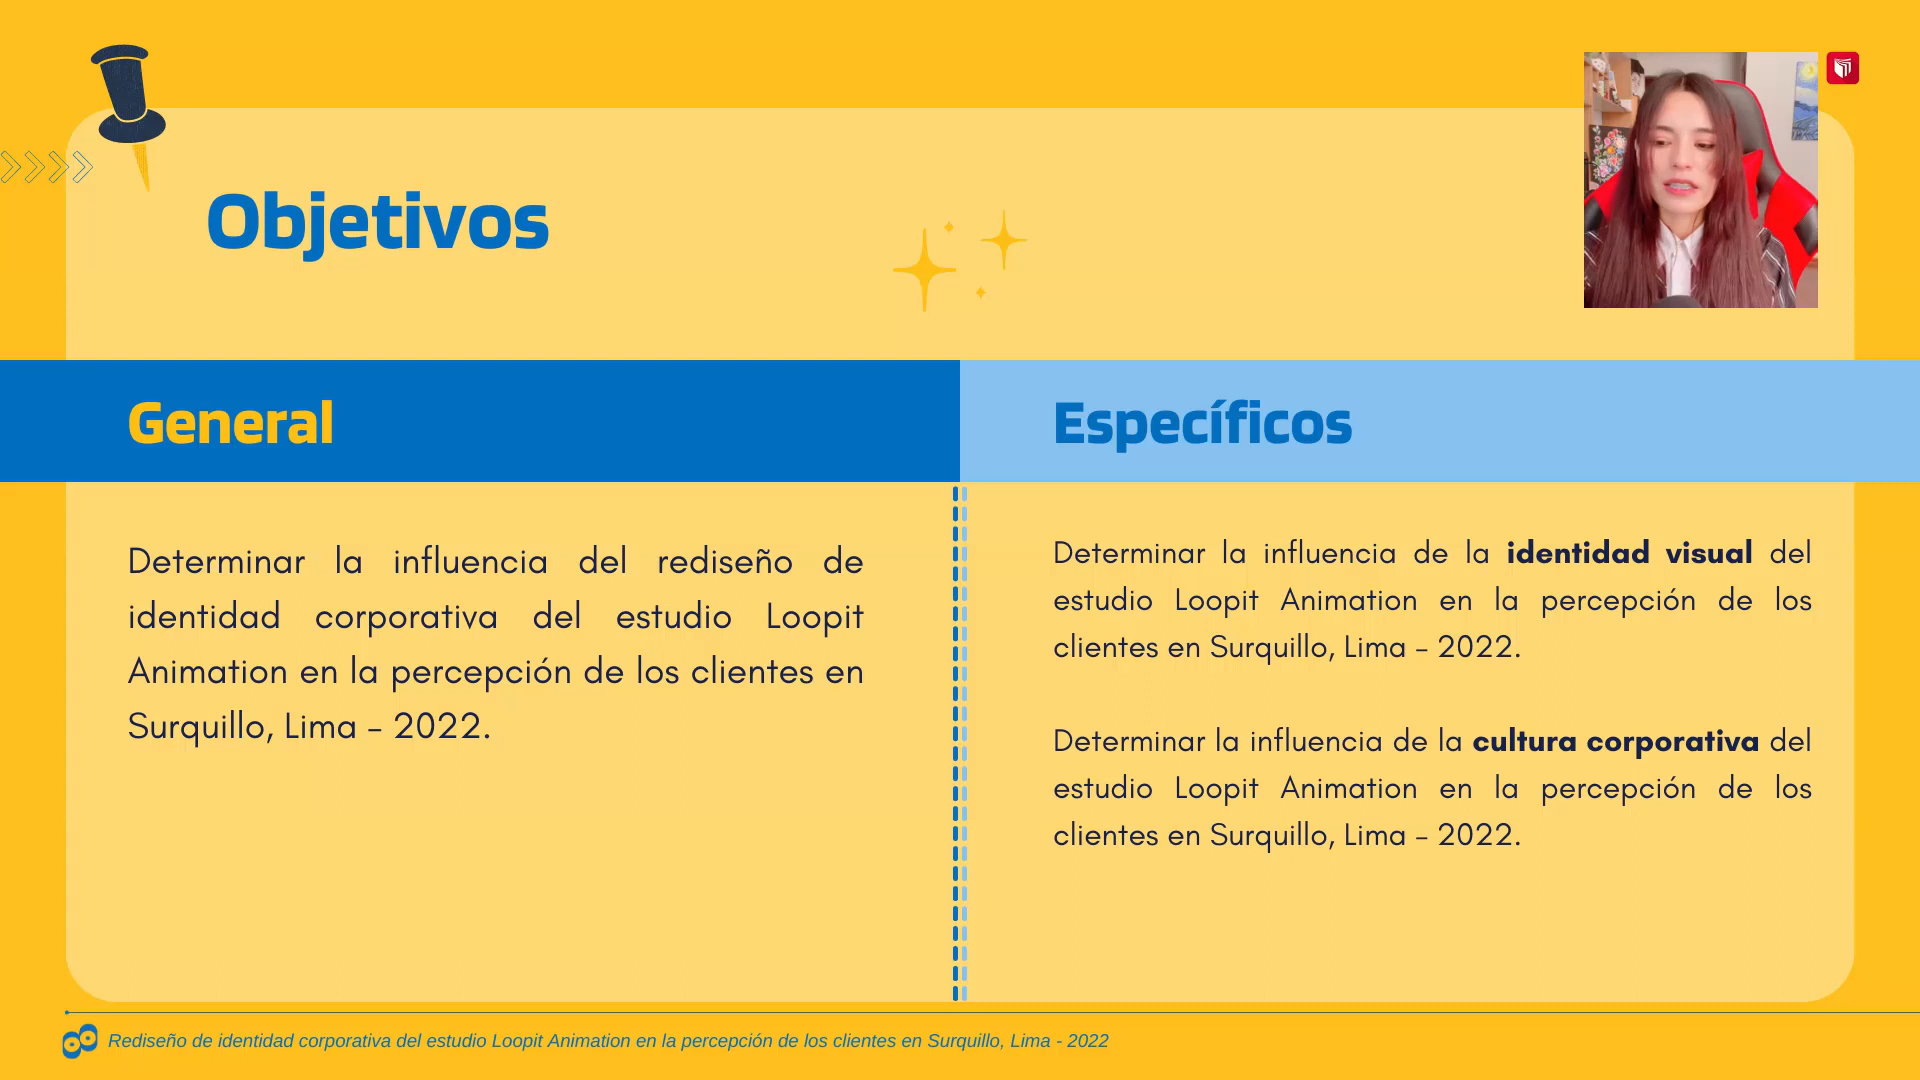 Objetivos
General
Determinar la influencia del rediseño de
identidad corporativa del estudio Loopit
Animation en la percepción de los clientes en
Surquillo, Lima – 2022.
Específicos
Determinar la influencia de la identidad visual del
estudio Loopit Animation en la percepción de los
clientes en Surquillo, Lima – 2022.
Determinar la influencia de la cultura corporativa del
estudio Loopit Animation en la percepción de los
clientes en Surquillo, Lima – 2022.
Rediseño de identidad corporativa del estudio Loopit Animation en la percepción de los clientes en Surquillo, Lima - 2022